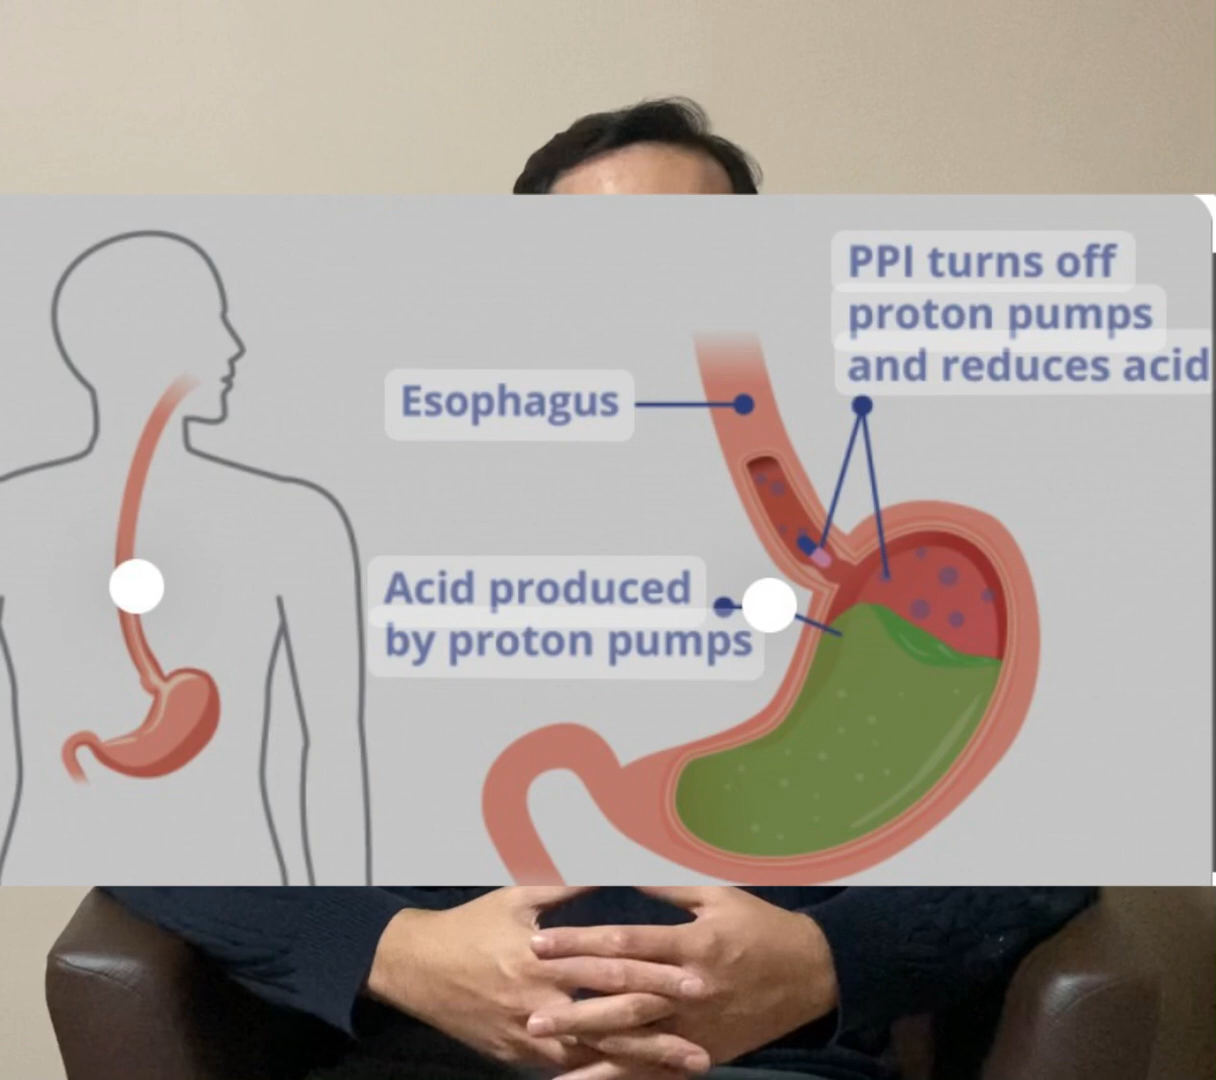 PPI turns off
proton pumps
and reduces acid
Esophagus
Acid produced
by proton pumps